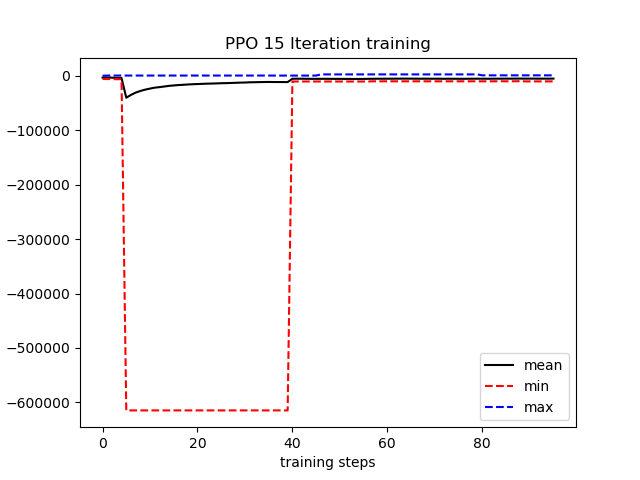 PPO 15 Iteration training
0
−100000
−200000
−300000
−400000
−500000
−600000
mean
min
max
0 20 40 60 80
training steps